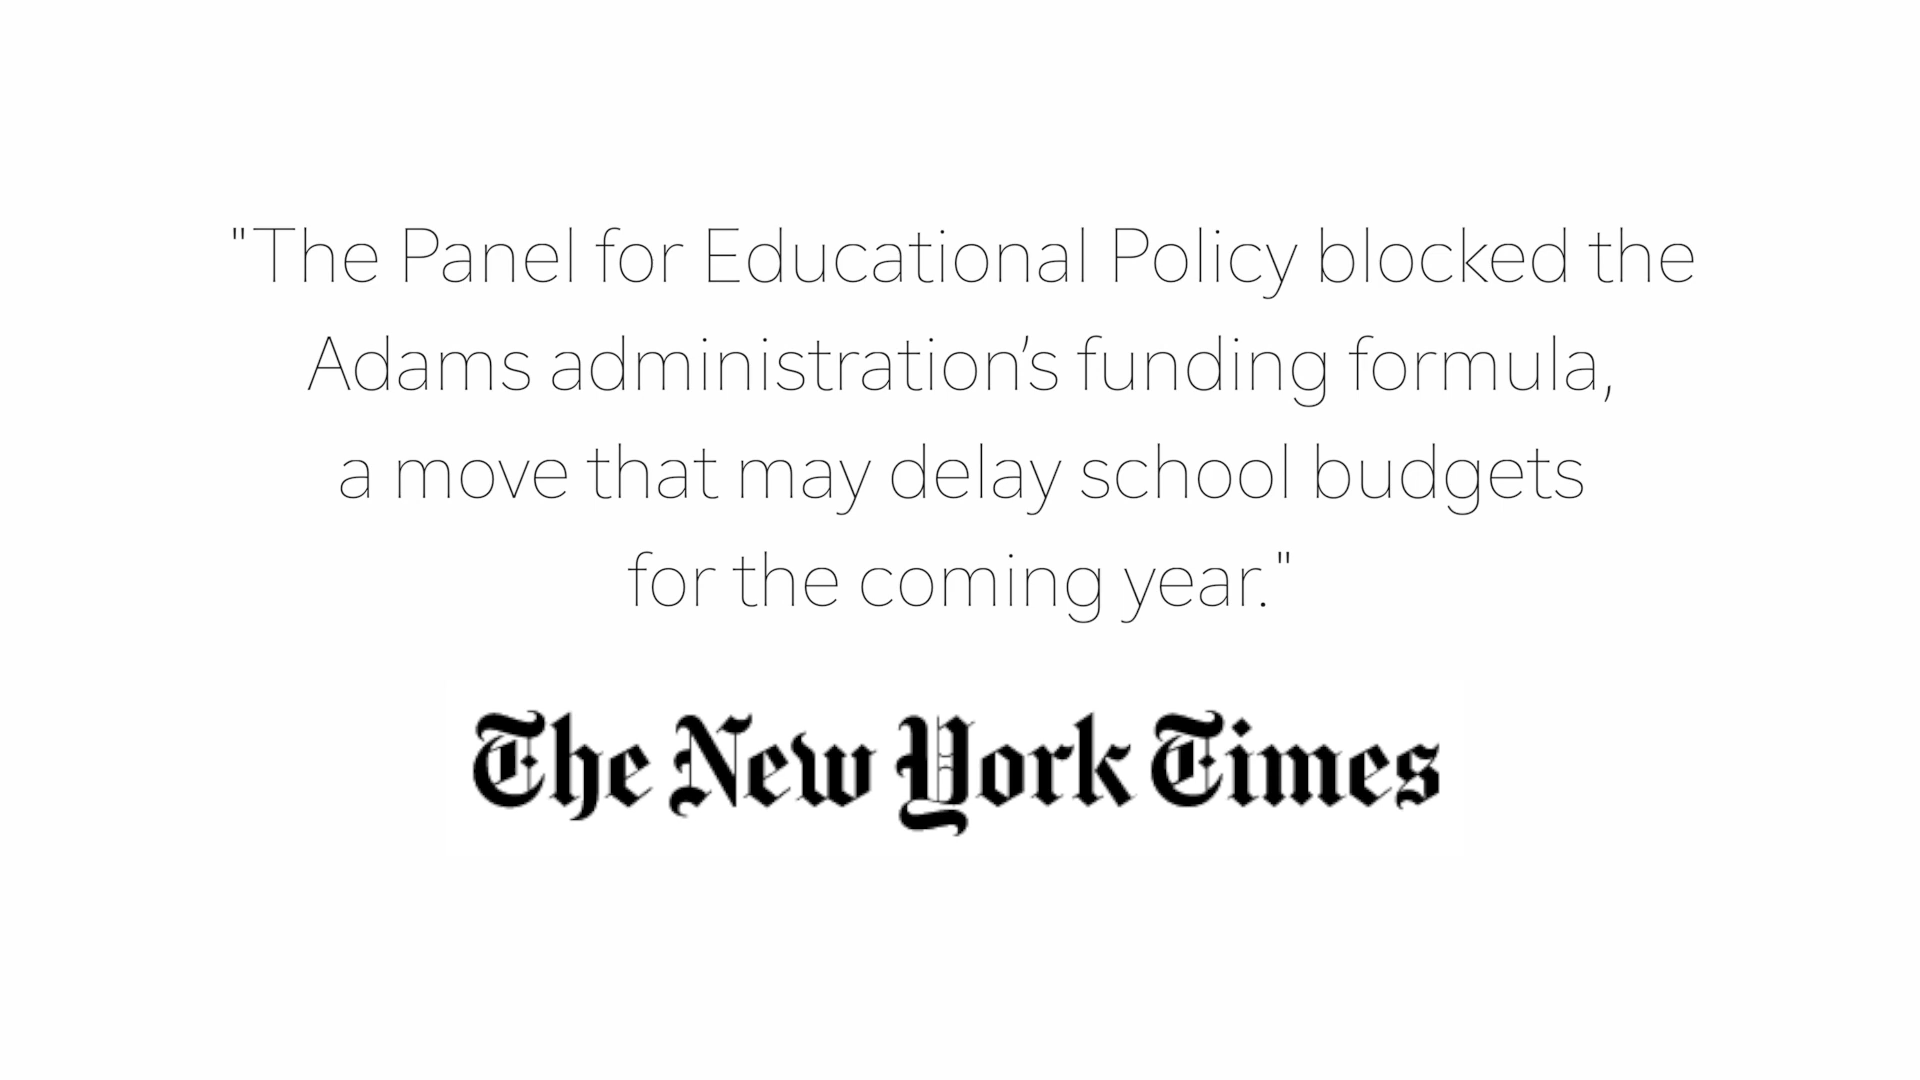 "The Panel for Educational Policy blocked the
Adams administration’s funding formula,
a move that may delay school budgets
for the coming year."
The New York Times